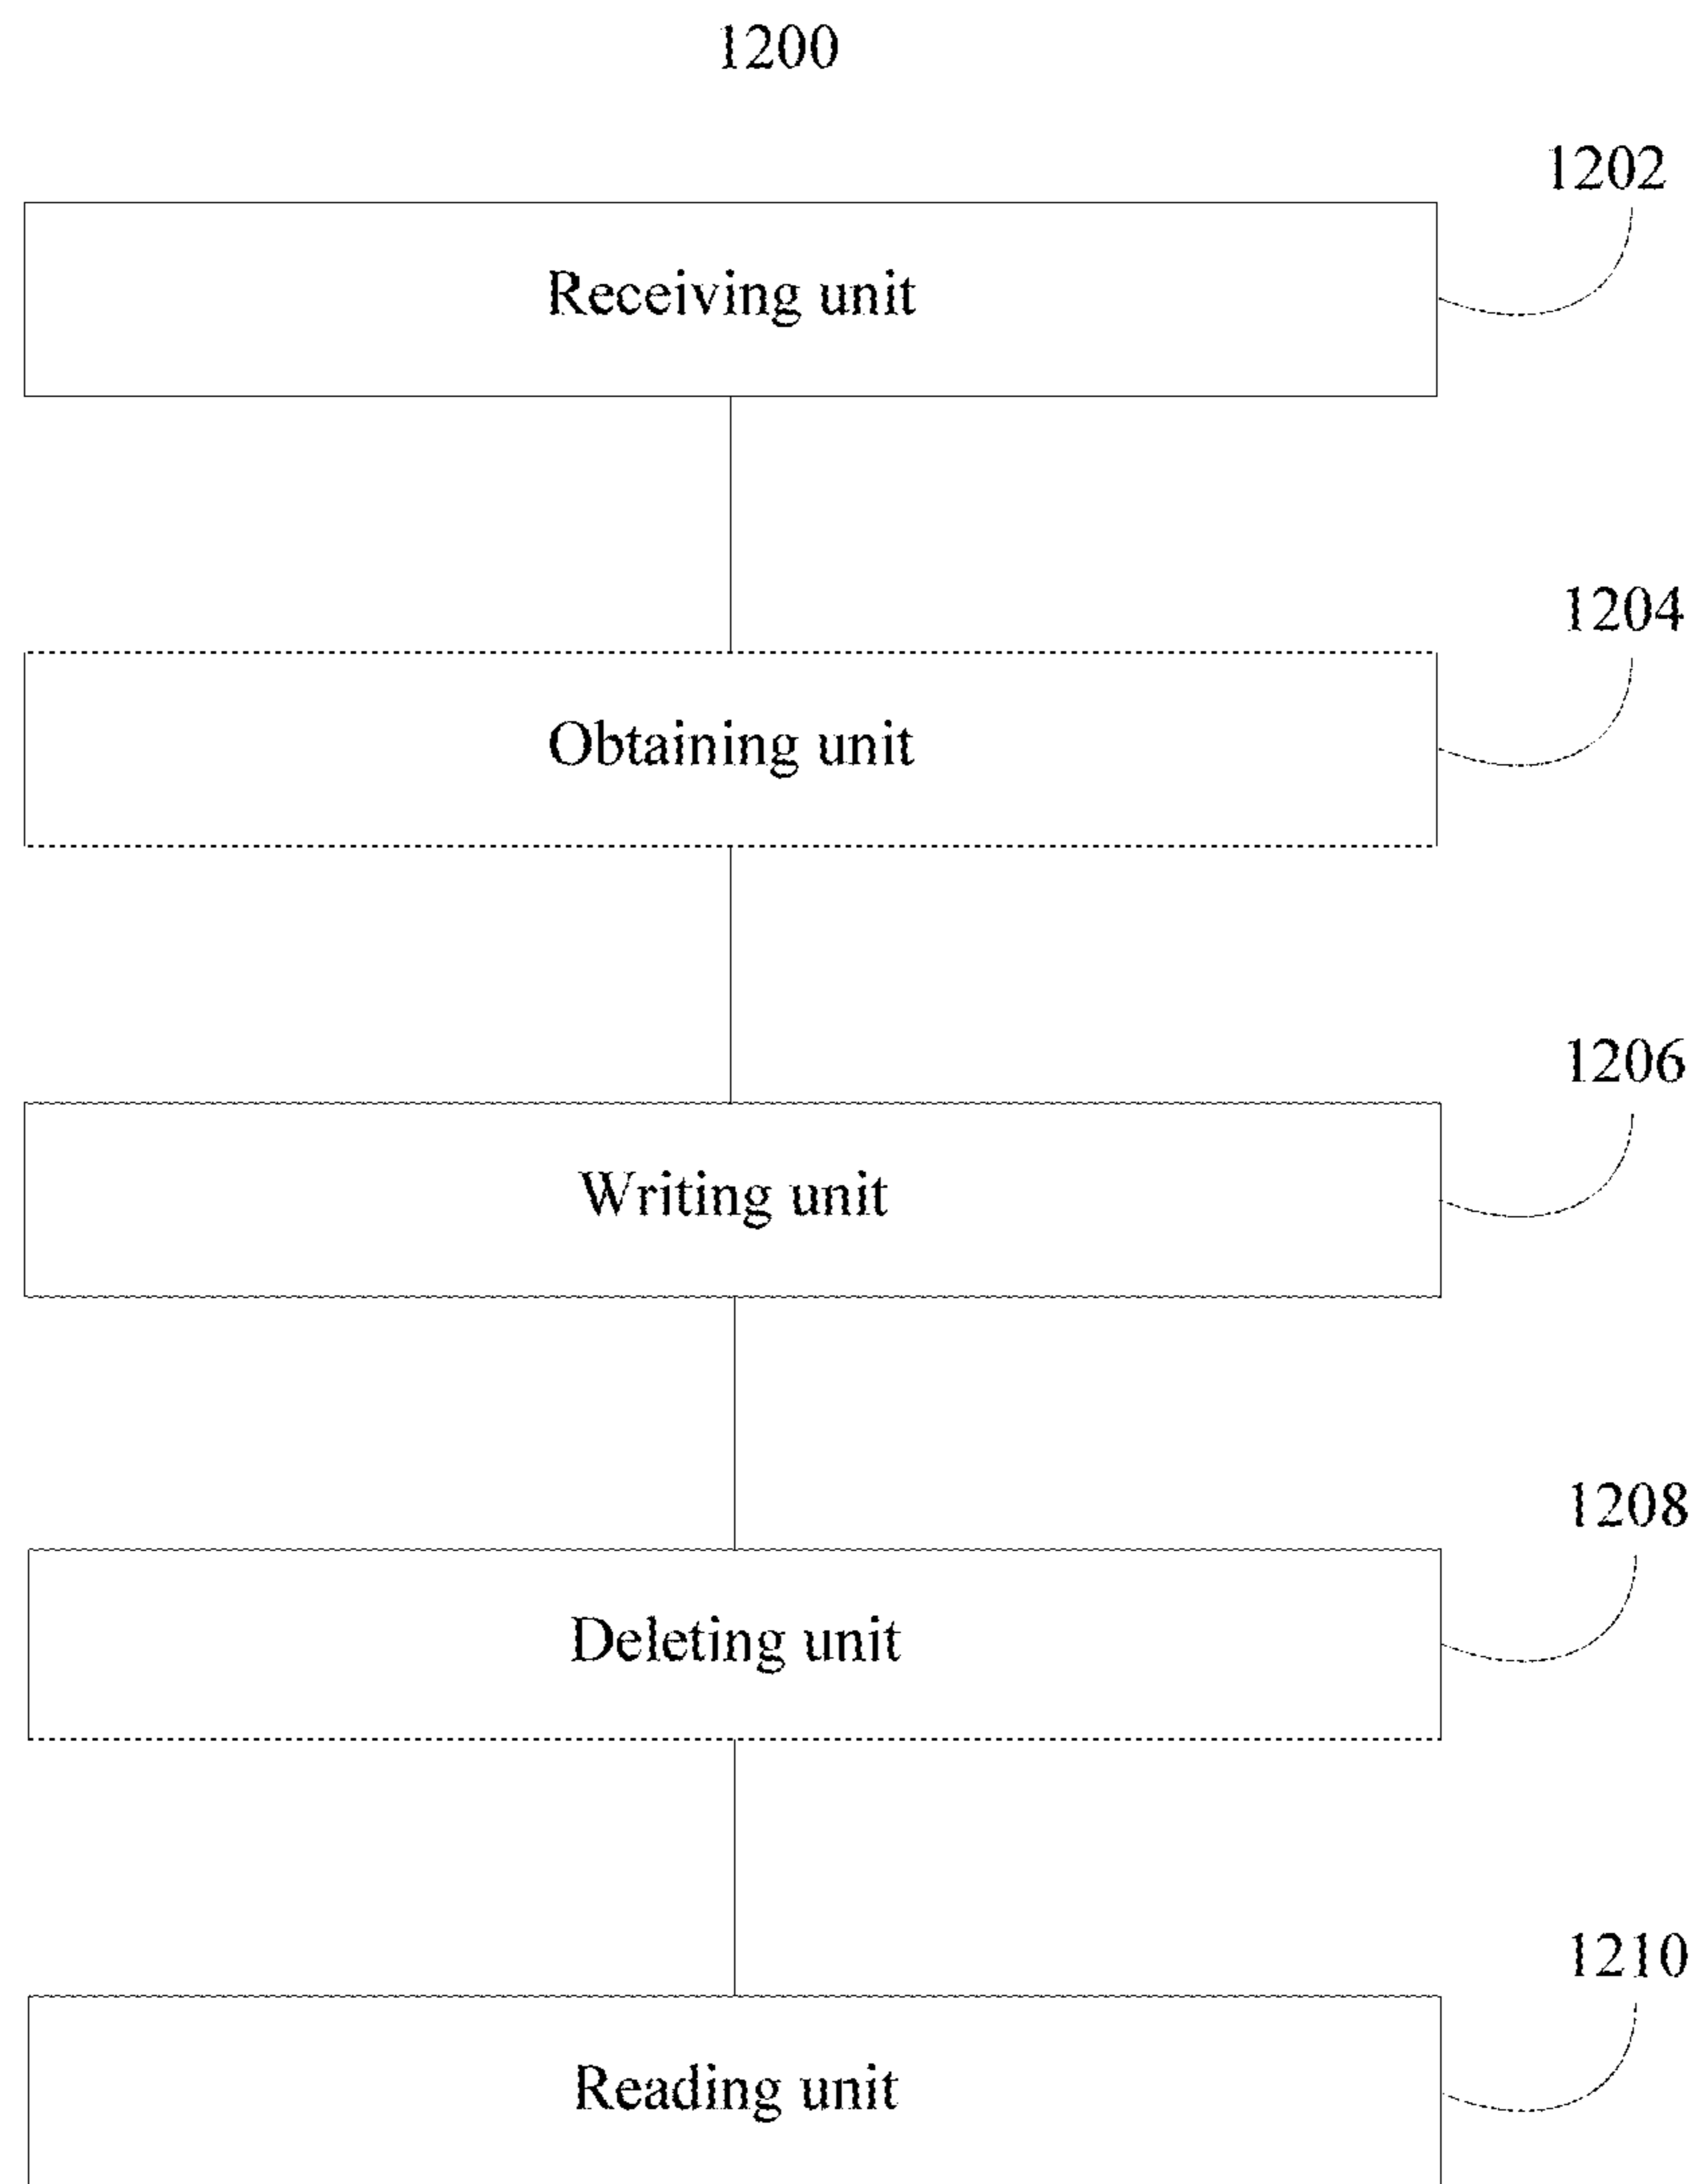 1200
1202
Receiving unit
1204
Obtaining unit
1206
Writing unit
1208
Deleting unit
1210
Reading unit